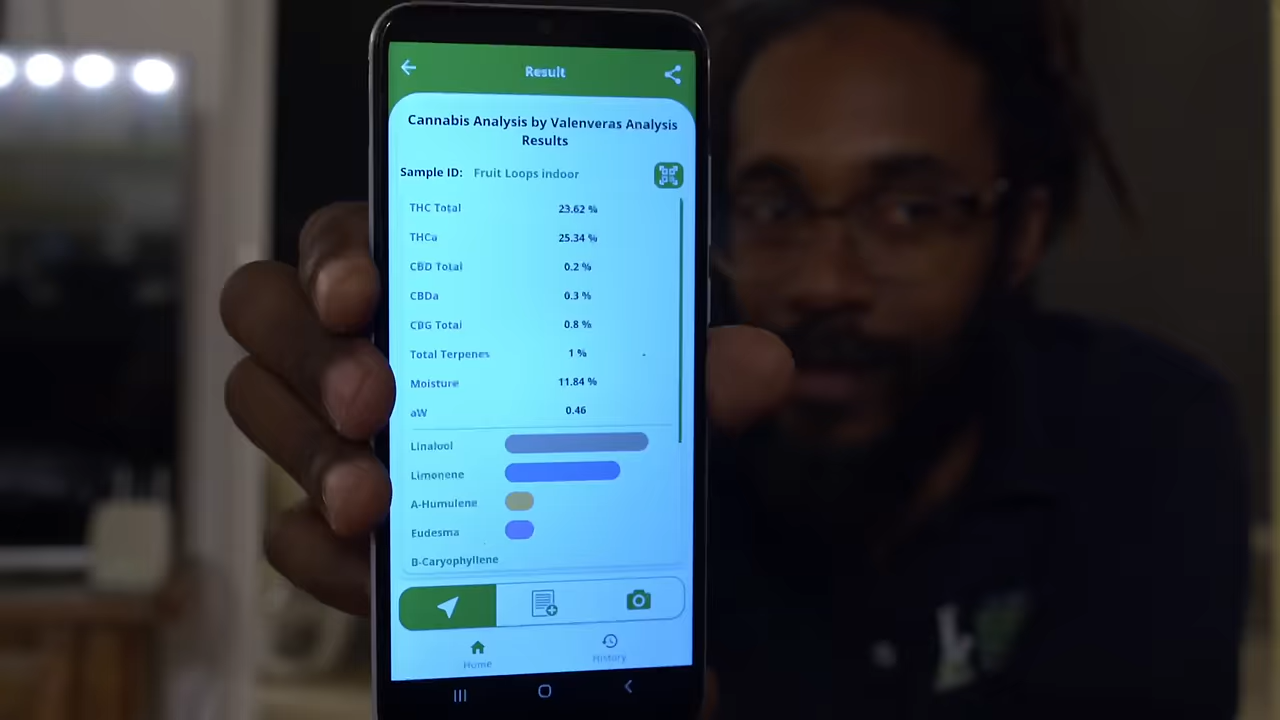 Result
Cannabis Analysis by Valenveras Analysis
Results
Sample ID: Fruit Loops indoor
THC Total 23.62 %
THCa 25.34 %
CBD Total 0.2 %
CBDa 0.3 %
CBG Total 0.8 %
Total Terpenes 1 %
Moisture 11.84 %
aW 0.46
Linalool
Limonene
A-Humulene
Eudesma
B-Caryophyllene
Home
History